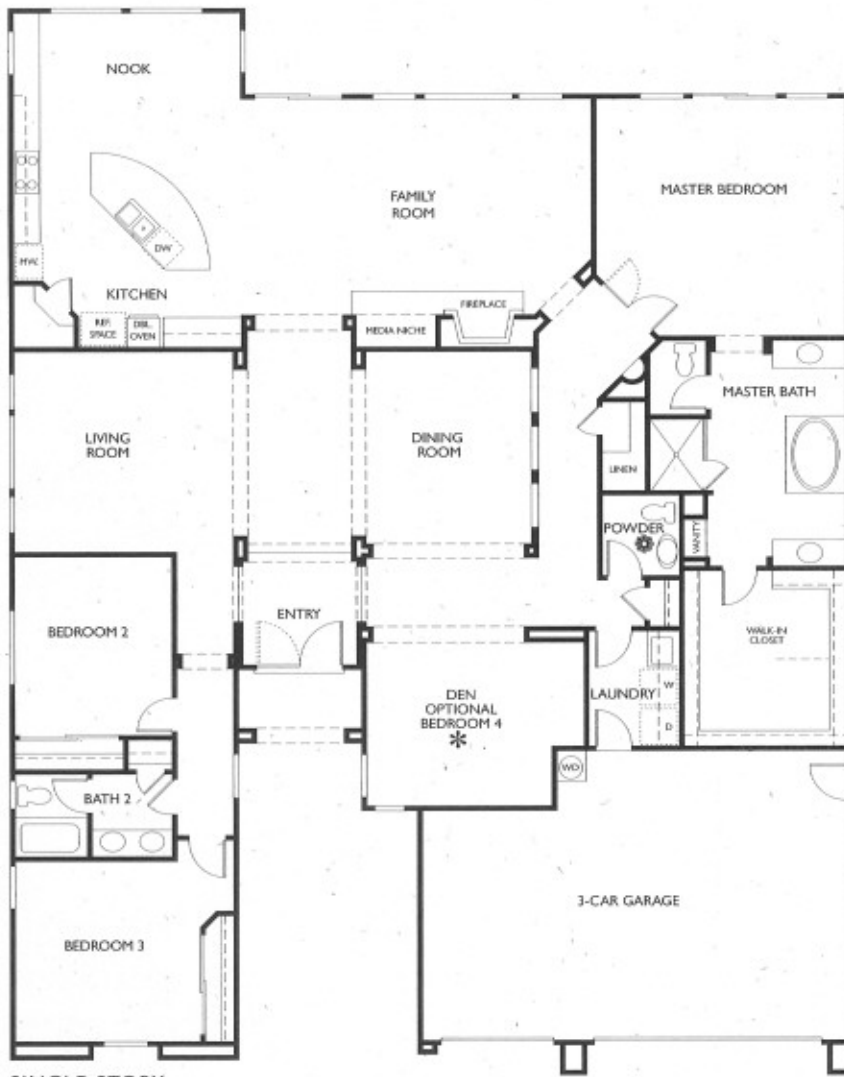 NOOK
FAMILY
ROOM
MASTER BEDROOM
DW
HW.
KITCHEN
REF.
SPACE
DBL.
OVEN
MEDIA NICHE
FIREPLACE
LIVING
ROOM
DINING
ROOM
MASTER BATH
LINEN
POWDER
VANITY
BEDROOM 2
ENTRY
WALK-IN
CLOSET
DEN
OPTIONAL
BEDROOM 4
*
LAUNDRY
W
D
BATH 2
3-CAR GARAGE
BEDROOM 3